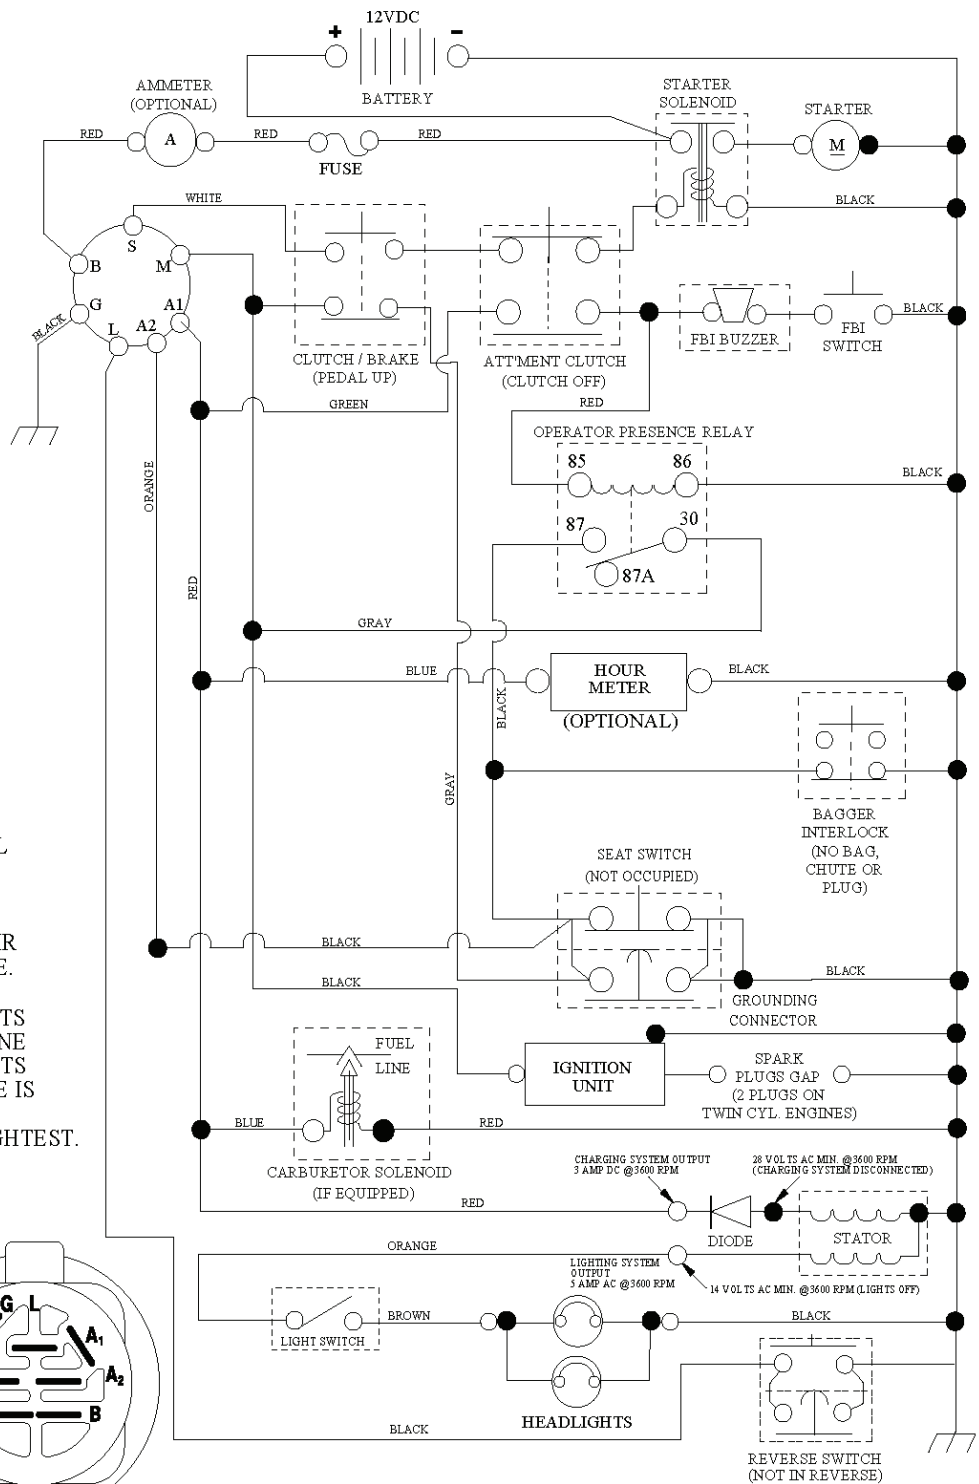 12VDC
+
-
BATTERY
AMMETER
(OPTIONAL)
STARTER
SOLENOID
STARTER
RED
A
RED
RED
M
FUSE
WHITE
BLACK
S
B
M
G
A1
L
A2
BLACK
CLUTCH / BRAKE
(PEDAL UP)
ATT'MENT CLUTCH
(CLUTCH OFF)
FBI BUZZER
FBI
SWITCH
BLACK
GREEN
RED
OPERATOR PRESENCE RELAY
85
86
BLACK
ORANGE
87
30
87A
RED
GRAY
BLUE
HOUR
METER
(OPTIONAL)
BLACK
BLACK
GRAY
BAGGER
INTERLOCK
(NO BAG,
CHUTE OR
PLUG)
L
SEAT SWITCH
(NOT OCCUPIED)
IR
E.
BLACK
BLACK
BLACK
GROUNDING
CONNECTOR
TS
NE
TS
E IS
GHTEST.
FUEL
LINE
IGNITION
UNIT
SPARK
PLUGS GAP
(2 PLUGS ON
TWIN CYL. ENGINES)
BLUE
RED
CARBURETOR SOLENOID
(IF EQUIPPED)
CHARGING SYSTEM OUTPUT
3 AMP DC @3600 RPM
28 VOLTS AC MIN. @3600 RPM
(CHARGING SYSTEM DISCONNECTED)
RED
DIODE
STATOR
ORANGE
LIGHTING SYSTEM
OUTPUT
5 AMP AC @3600 RPM
14 VOLTS AC MIN. @3600 RPM (LIGHTS OFF)
LIGHT SWITCH
BROWN
BLACK
HEADLIGHTS
G
L
A1
A2
B
BLACK
REVERSE SWITCH
(NOT IN REVERSE)